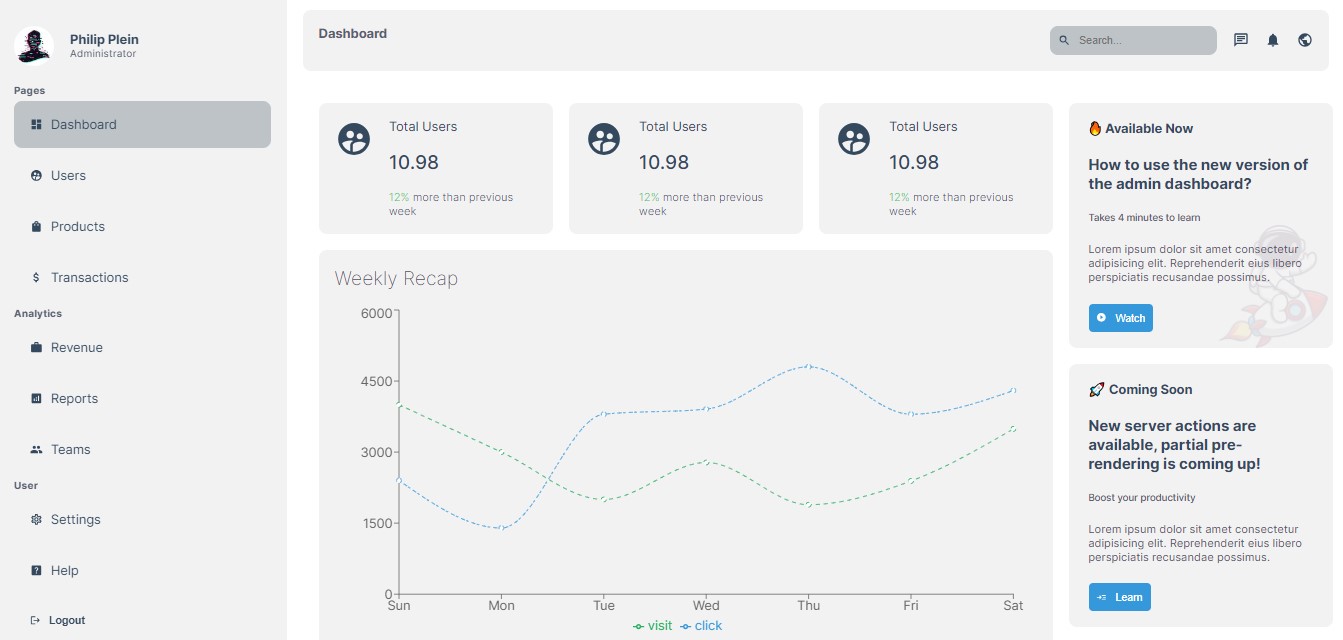 Philip Plein
Administrator
Pages
Dashboard
Users
Products
Transactions
Analytics
Revenue
Reports
Teams
User
Settings
Help
Logout
Dashboard
Search...
Total Users
10.98
12% more than previous
week
Total Users
10.98
12% more than previous
week
Total Users
10.98
12% more than previous
week
Weekly Recap
6000
4500
3000
1500
0
Sun Mon Tue Wed Thu Fri Sat
visit click
🔥 Available Now
How to use the new version of
the admin dashboard?
Takes 4 minutes to learn
Lorem ipsum dolor sit amet consectetur
adipisicing elit. Reprehenderit eius libero
perspiciatis recusandae possimus.
Watch
🚀 Coming Soon
New server actions are
available, partial pre-
rendering is coming up!
Boost your productivity
Lorem ipsum dolor sit amet consectetur
adipisicing elit. Reprehenderit eius libero
perspiciatis recusandae possimus.
Learn